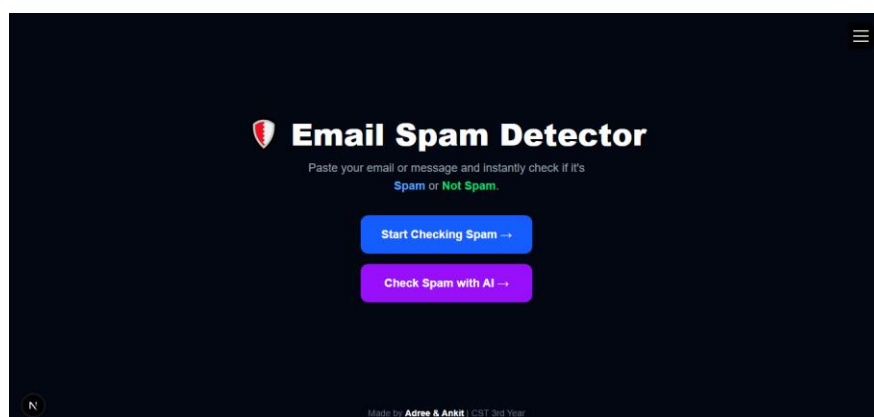 Email Spam Detector
Paste your email or message and instantly check if it's
Spam or Not Spam.
Start Checking Spam →
Check Spam with AI →
N
Made by Adree & Ankit | CST 3rd Year